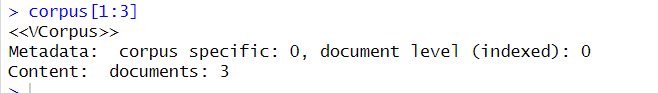 > corpus[1:3]
<<VCorpus>>
Metadata:  corpus specific: 0, document level (indexed): 0
Content:  documents: 3
>